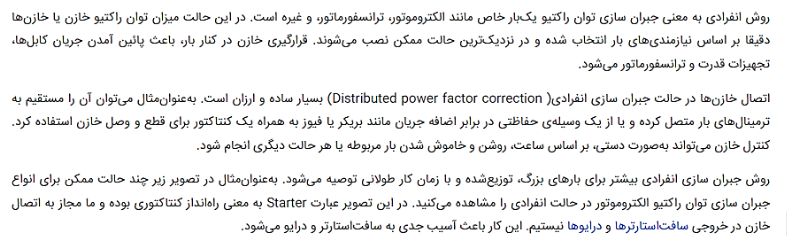 روش انفرادی به معنی جبران سازی توان راکتیو یک‌بار خاص مانند الکتروموتور، ترانسفورماتور، و غیره است. در این حالت میزان توان راکتیو خازن یا خازن‌ها
دقیقا بر اساس نیازمندی‌های بار انتخاب شده و در نزدیک‌ترین حالت ممکن نصب می‌شوند. قرارگیری خازن در کنار بار، باعث پائین آمدن جریان کابل‌ها،
تجهیزات قدرت و ترانسفورماتور می‌شود.
اتصال خازن‌ها در حالت جبران سازی انفرادی( Distributed power factor correction) بسیار ساده و ارزان است. به‌عنوان‌مثال می‌توان آن را مستقیم به
ترمینال‌های بار متصل کرده و یا از یک وسیله‌ی حفاظتی در برابر اضافه جریان مانند بریکر یا فیوز به همراه یک کنتاکتور برای قطع و وصل خازن استفاده کرد.
کنترل خازن می‌تواند به‌صورت دستی، بر اساس ساعت، روشن و خاموش شدن بار مربوطه یا هر حالت دیگری انجام شود.
روش جبران سازی انفرادی بیشتر برای بارهای بزرگ، توزیع‌شده و با زمان کار طولانی توصیه می‌شود. به‌عنوان‌مثال در تصویر زیر چند حالت ممکن برای انواع
جبران سازی توان راکتیو الکتروموتور در حالت انفرادی را مشاهده می‌کنید. در این تصویر عبارت Starter به معنی راه‌انداز کنتاکتوری بوده و ما مجاز به اتصال
خازن در خروجی سافت‌استارترها و درایوها نیستیم. این کار باعث آسیب جدی به سافت‌استارتر و درایو می‌شود.